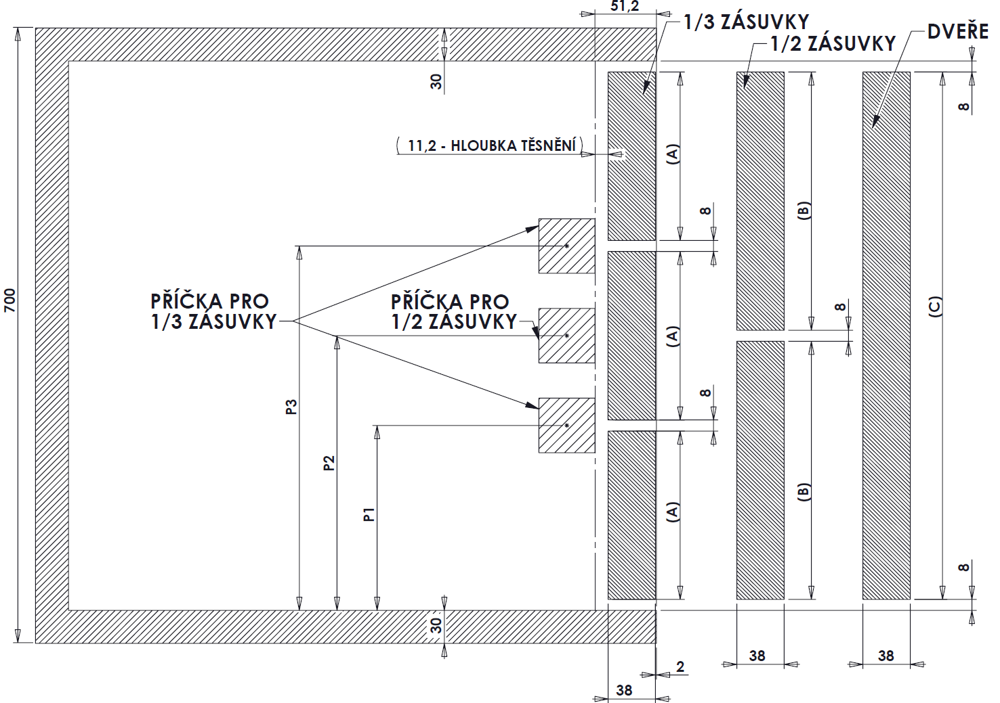 51,2
1/3 ZÁSUVKY
1/2 ZÁSUVKY
DVEŘE
30
8
( 11,2 - HLOUBKA TĚSNĚNÍ )
(A)
8
(B)
700
PŘÍČKA PRO
1/3 ZÁSUVKY
PŘÍČKA PRO
1/2 ZÁSUVKY
(A)
8
(C)
P3
P2
P1
8
(A)
(B)
8
30
2
38
38
38